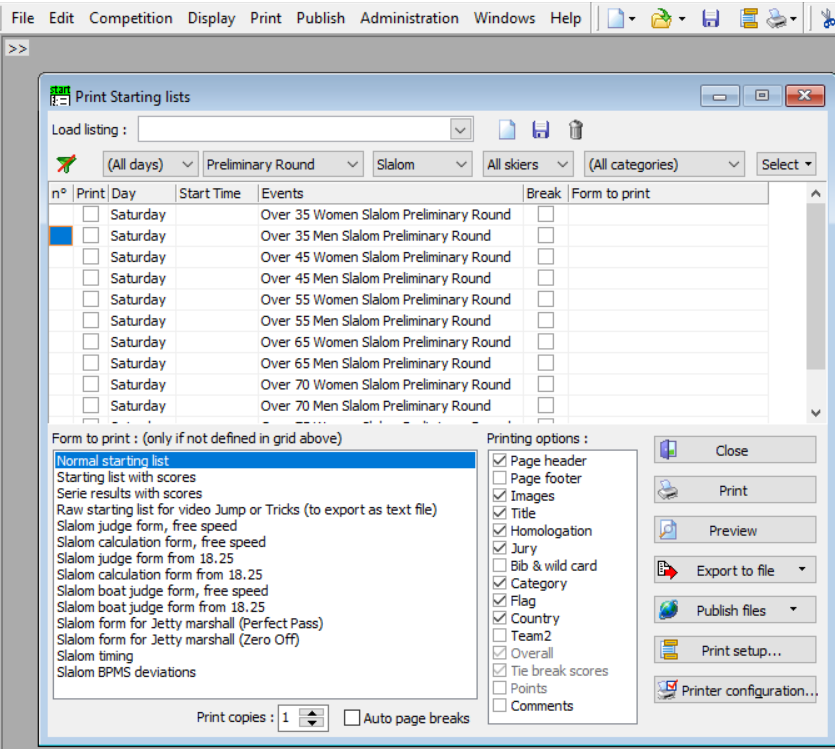 File Edit Competition Display Print Publish Administration Windows Help
>>
start Print Starting lists
Load listing :
(All days) Preliminary Round Slalom All skiers (All categories) Select
n° Print Day Start Time Events Break Form to print
Saturday Over 35 Women Slalom Preliminary Round
Saturday Over 35 Men Slalom Preliminary Round
Saturday Over 45 Women Slalom Preliminary Round
Saturday Over 45 Men Slalom Preliminary Round
Saturday Over 55 Women Slalom Preliminary Round
Saturday Over 55 Men Slalom Preliminary Round
Saturday Over 65 Women Slalom Preliminary Round
Saturday Over 65 Men Slalom Preliminary Round
Saturday Over 70 Women Slalom Preliminary Round
Saturday Over 70 Men Slalom Preliminary Round
Form to print : (only if not defined in grid above)
Normal starting list
Starting list with scores
Serie results with scores
Raw starting list for video Jump or Tricks (to export as text file)
Slalom judge form, free speed
Slalom calculation form, free speed
Slalom judge form from 18.25
Slalom calculation form from 18.25
Slalom boat judge form, free speed
Slalom boat judge form from 18.25
Slalom form for Jetty marshall (Perfect Pass)
Slalom form for Jetty marshall (Zero Off)
Slalom timing
Slalom BPMS deviations
Print copies : 1 Auto page breaks
Printing options :
Page header
Page footer
Images
Title
Homologation
Jury
Bib & wild card
Category
Flag
Country
Team2
Overall
Tie break scores
Points
Comments
Close
Print
Preview
Export to file
Publish files
Print setup...
Printer configuration...